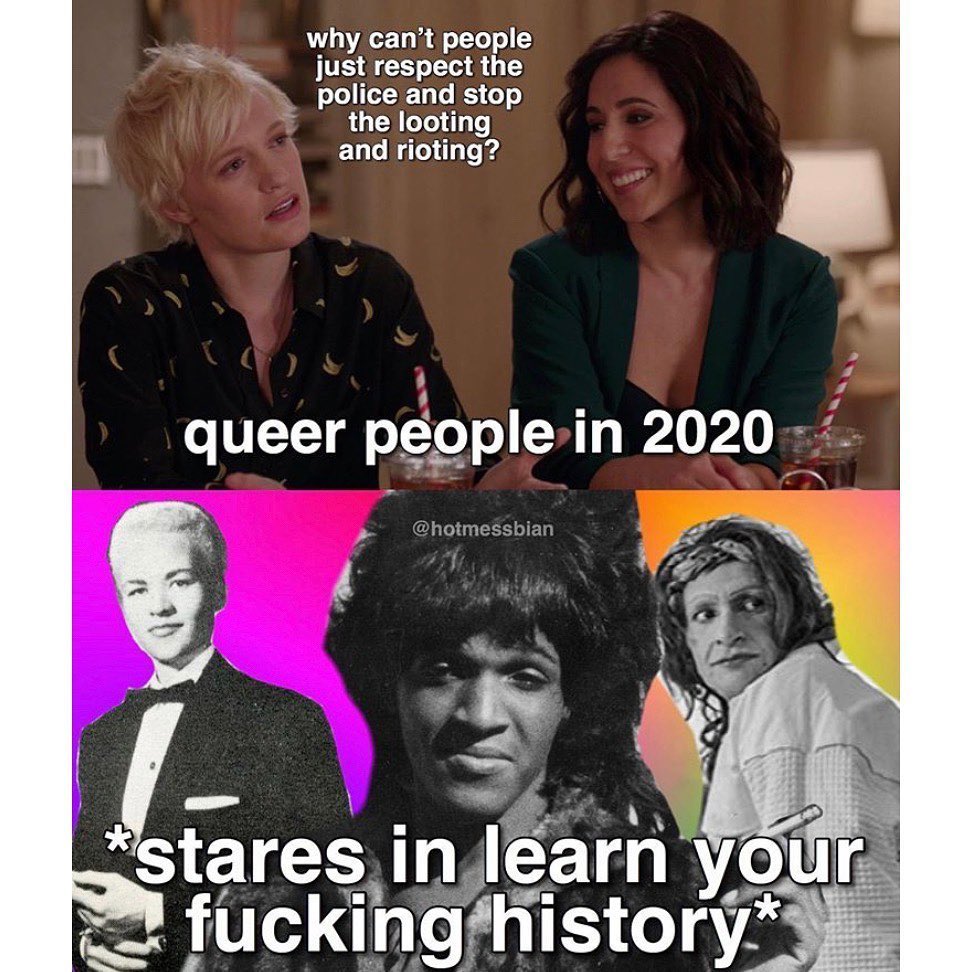 why can't people
just respect the
police and stop
the looting
and rioting?
queer people in 2020
@hotmessbian
*stares in learn your
fucking history*